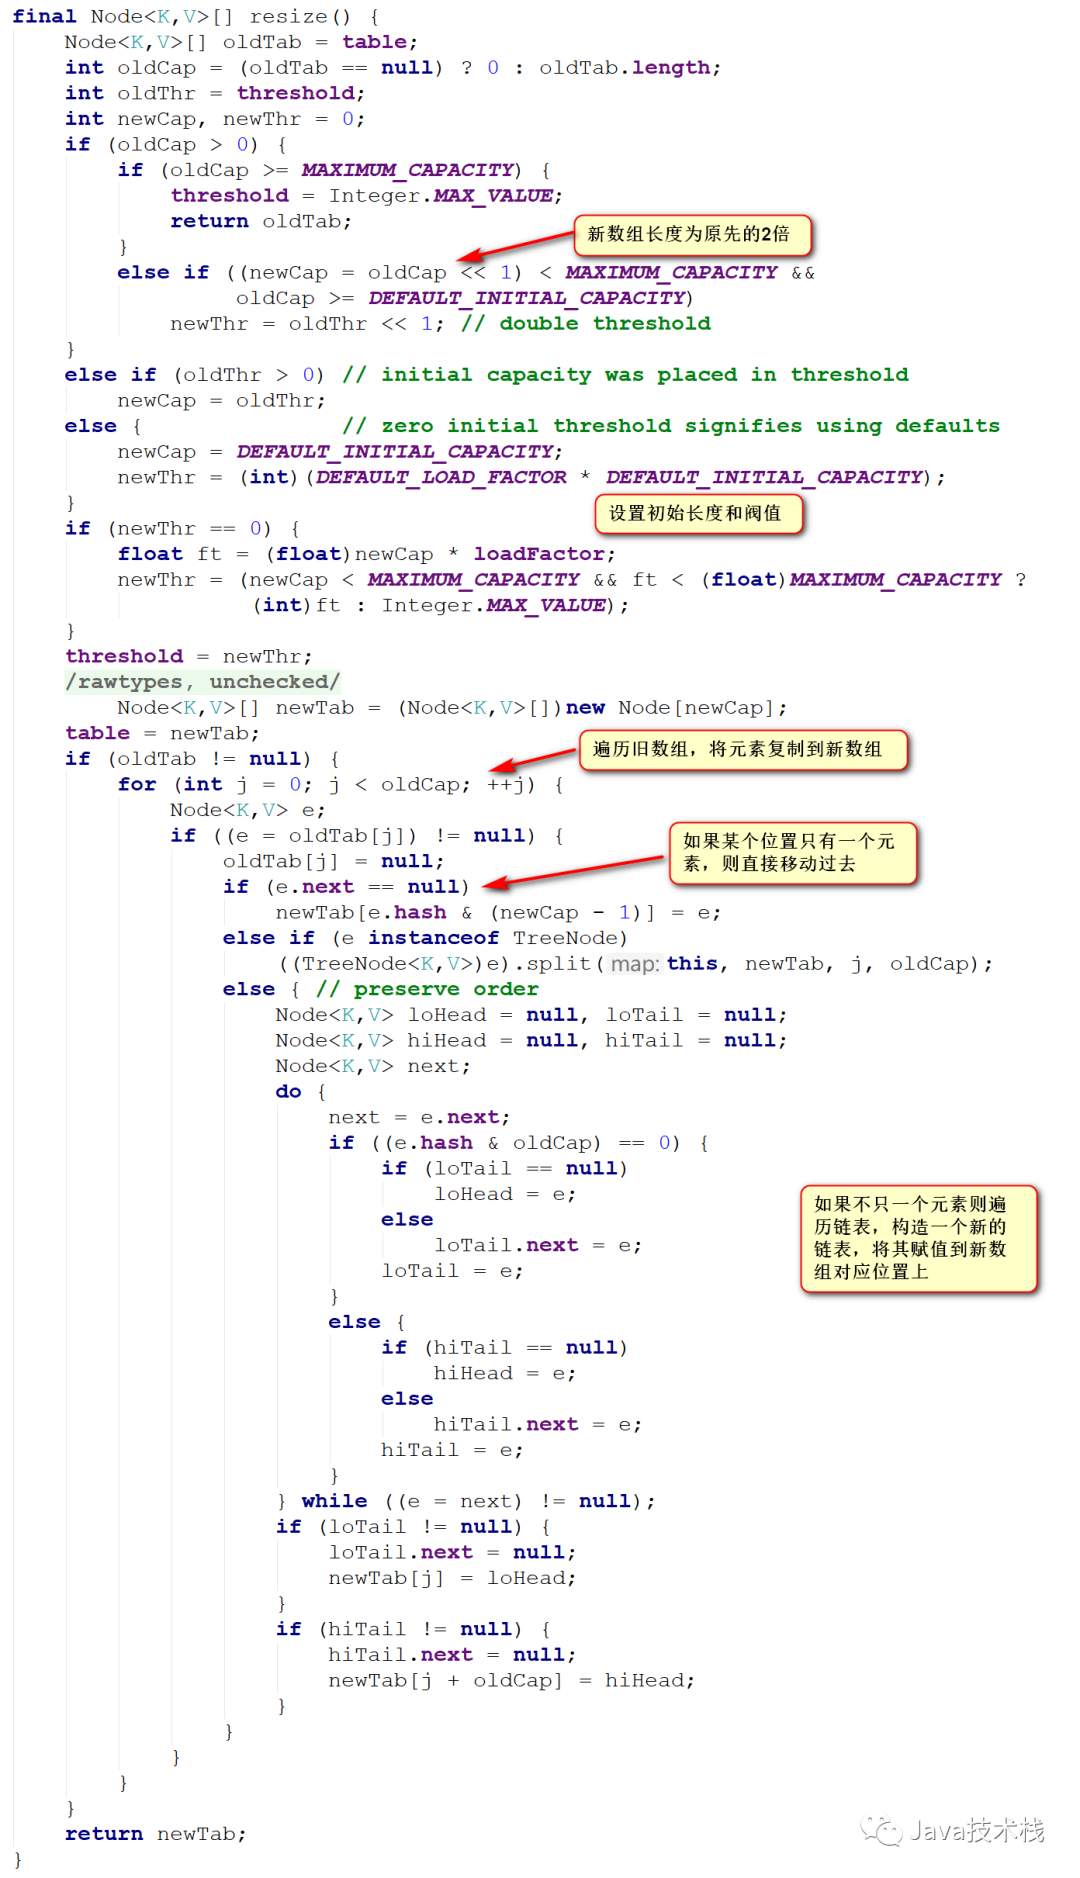 final Node<K,V>[] resize() {
    Node<K,V>[] oldTab = table;
    int oldCap = (oldTab == null) ? 0 : oldTab.length;
    int oldThr = threshold;
    int newCap, newThr = 0;
    if (oldCap > 0) {
        if (oldCap >= MAXIMUM_CAPACITY) {
            threshold = Integer.MAX_VALUE;
            return oldTab;
新数组长度为原先的2倍
        }
        else if ((newCap = oldCap << 1) < MAXIMUM_CAPACITY &&
                 oldCap >= DEFAULT_INITIAL_CAPACITY)
            newThr = oldThr << 1; // double threshold
    }
    else if (oldThr > 0) // initial capacity was placed in threshold
        newCap = oldThr;
    else {               // zero initial threshold signifies using defaults
        newCap = DEFAULT_INITIAL_CAPACITY;
        newThr = (int)(DEFAULT_LOAD_FACTOR * DEFAULT_INITIAL_CAPACITY);
    }
设置初始长度和阀值
    if (newThr == 0) {
        float ft = (float)newCap * loadFactor;
        newThr = (newCap < MAXIMUM_CAPACITY && ft < (float)MAXIMUM_CAPACITY ?
                  (int)ft : Integer.MAX_VALUE);
    }
    threshold = newThr;
    /rawtypes, unchecked/
        Node<K,V>[] newTab = (Node<K,V>[])new Node[newCap];
    table = newTab;
遍历旧数组，将元素复制到新数组
    if (oldTab != null) {
        for (int j = 0; j < oldCap; ++j) {
            Node<K,V> e;
            if ((e = oldTab[j]) != null) {
如果某个位置只有一个元
素，则直接移动过去
                oldTab[j] = null;
                if (e.next == null)
                    newTab[e.hash & (newCap - 1)] = e;
                else if (e instanceof TreeNode)
                    ((TreeNode<K,V>)e).split( map: this, newTab, j, oldCap);
                else { // preserve order
                    Node<K,V> loHead = null, loTail = null;
                    Node<K,V> hiHead = null, hiTail = null;
                    Node<K,V> next;
                    do {
                        next = e.next;
                        if ((e.hash & oldCap) == 0) {
                            if (loTail == null)
                                loHead = e;
                            else
                                loTail.next = e;
                            loTail = e;
                        }
如果不只一个元素则遍
历链表，构造一个新的
链表，将其赋值到新数
组对应位置上
                        else {
                            if (hiTail == null)
                                hiHead = e;
                            else
                                hiTail.next = e;
                            hiTail = e;
                        }
                    } while ((e = next) != null);
                    if (loTail != null) {
                        loTail.next = null;
                        newTab[j] = loHead;
                    }
                    if (hiTail != null) {
                        hiTail.next = null;
                        newTab[j + oldCap] = hiHead;
                    }
                }
            }
        }
    }
    return newTab;
Java技术栈
}